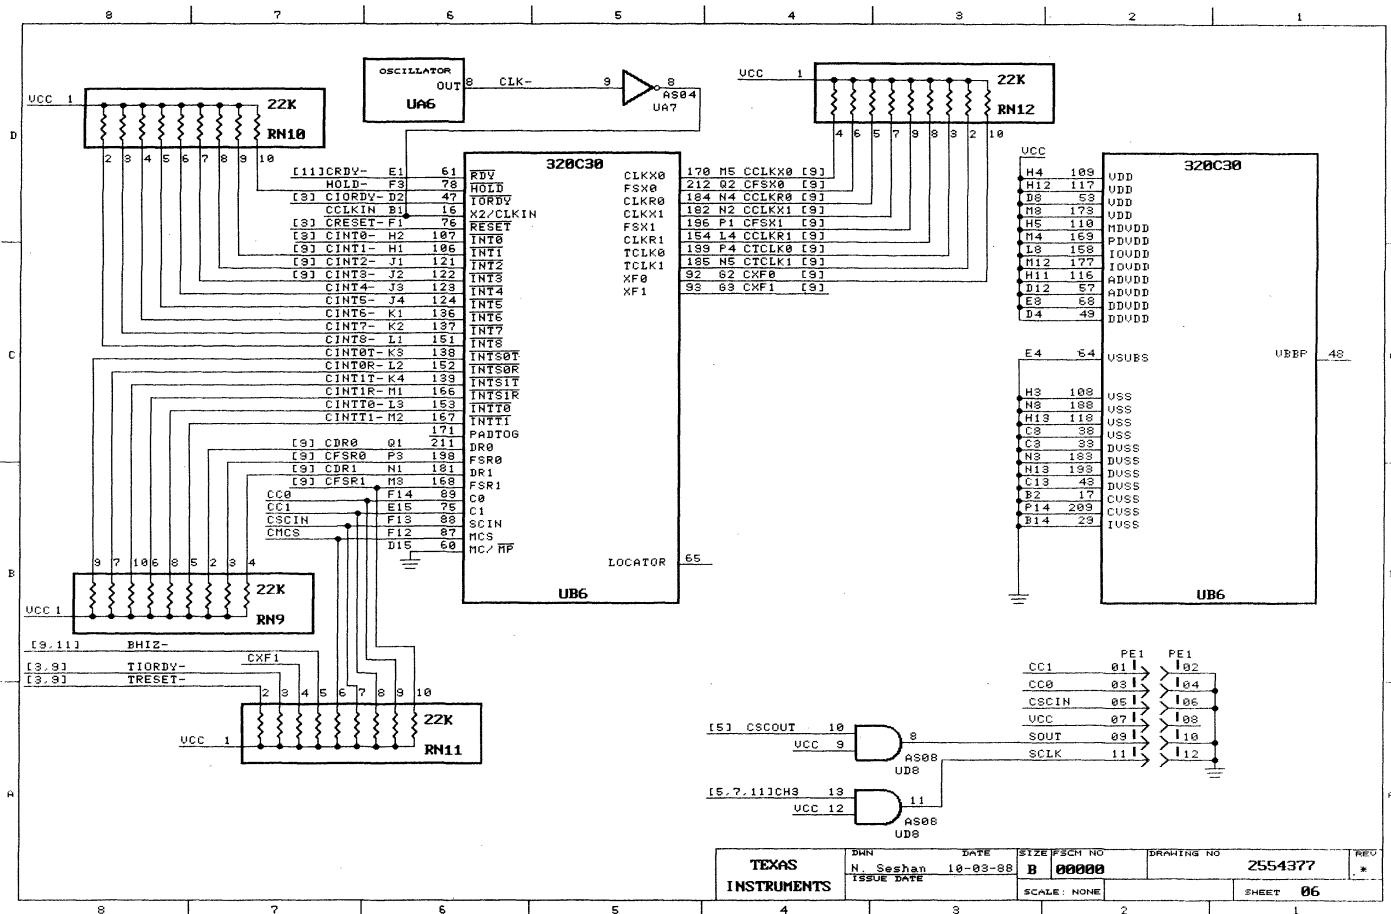 8 7 6 5 4 3 2 1
D
C
B
A
OSCILLATOR
OUT 8 CLK- 9 8
UA6
AS04
UA7
VCC 1
22K
RN10
2 3 4 5 6 7 8 9 10
VCC 1
22K
RN12
4 6 5 7 9 8 3 2 10
320C30
[11]CRDY- E1 61 RDY
HOLD- F3 78 HOLD
[3] CIORDY- D2 47 IORDY
CCLKIN B1 16 X2/CLKIN
[3] CRESET- F1 76 RESET
[3] CINT0- H2 107 INT0
[9] CINT1- H1 106 INT1
[9] CINT2- J1 121 INT2
[9] CINT3- J2 122 INT3
CINT4- J3 123 INT4
CINT5- J4 124 INT5
CINT6- K1 136 INT6
CINT7- K2 137 INT7
CINT8- L1 151 INT8
CINT0T- K3 138 INTS0T
CINT0R- L2 152 INTS0R
CINT1T- K4 139 INTS1T
CINT1R- M1 166 INTS1R
CINTT0- L3 153 INTT0
CINTT1- M2 167 INTT1
171 PADTOG
[9] CDR0 Q1 211 DR0
[9] CFSR0 P3 198 FSR0
[9] CDR1 N1 181 DR1
[9] CFSR1 M3 168 FSR1
CC0 F14 89 C0
CC1 E15 75 C1
CSCIN F13 88 SCIN
CMCS F12 87 MCS
D15 60 MC/MP
CLKX0 170 M5 CCLKX0 [9]
FSX0 212 Q2 CFSX0 [9]
CLKR0 184 N4 CCLKR0 [9]
CLKX1 182 N2 CCLKX1 [9]
FSX1 196 P1 CFSX1 [9]
CLKR1 154 L4 CCLKR1 [9]
TCLK0 199 P4 CTCLK0 [9]
TCLK1 185 N5 CTCLK1 [9]
XF0 92 G2 CXF0 [9]
XF1 93 G3 CXF1 [9]
LOCATOR 65
UB6
VCC
320C30
H4 109 VDD
H12 117 VDD
D8 53 VDD
M8 173 VDD
H5 110 MDVDD
M4 169 PDVDD
L8 158 IOVDD
M12 177 IOVDD
H11 116 ADVDD
D12 57 ADVDD
E8 68 DDVDD
D4 49 DDVDD
E4 64 VSUBS
VBBP 48
H3 108 VSS
N8 188 VSS
H13 118 VSS
C8 38 VSS
C3 33 DVSS
N3 183 DVSS
N13 193 DVSS
C13 43 DVSS
B2 17 CVSS
P14 209 CVSS
B14 29 IVSS
UB6
9 7 10 6 8 5 2 3 4
22K
VCC 1
RN9
[9,11] BHIZ-
CXF1
[3,9] TIORDY-
[3,9] TRESET-
2 3 4 5 6 7 8 9 10
22K
VCC 1
RN11
PE1 PE1
CC1 01 02
CC0 03 04
CSCIN 05 06
VCC 07 08
SOUT 09 10
SCLK 11 12
[5] CSCOUT 10
VCC 9
8
AS08
UD8
[5,7,11]CH3 13
VCC 12
11
AS08
UD8
TEXAS
INSTRUMENTS
DWN DATE
N. Seshan 10-03-88
ISSUE DATE
SIZE FSCM NO
B 00000
DRAWING NO
2554377
REV
*
SCALE: NONE
SHEET 06
8 7 6 5 4 3 2 1